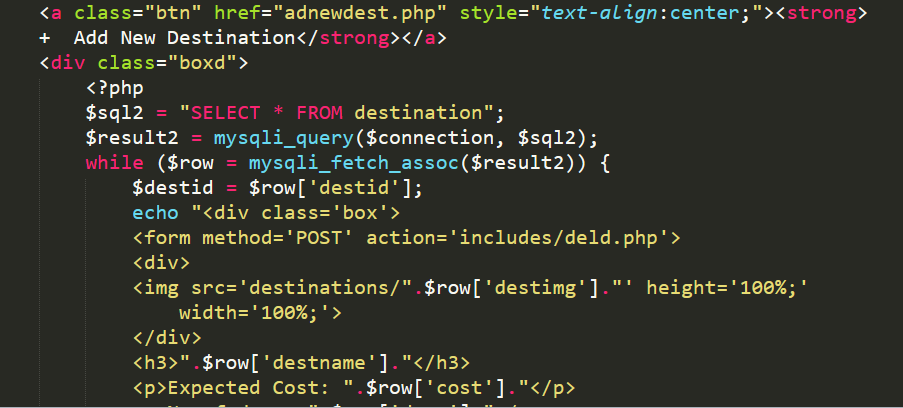 <a class="btn" href="adnewdest.php" style="text-align:center;"><strong>
+  Add New Destination</strong></a>
<div class="boxd">
<?php
$sql2 = "SELECT * FROM destination";
$result2 = mysqli_query($connection, $sql2);
while ($row = mysqli_fetch_assoc($result2)) {
$destid = $row['destid'];
echo "<div class='box'>
<form method='POST' action='includes/deld.php'>
<div>
<img src='destinations/".$row['destimg']."' height='100%;'
width='100%;'>
</div>
<h3>".$row['destname']."</h3>
<p>Expected Cost: ".$row['cost']."</p>